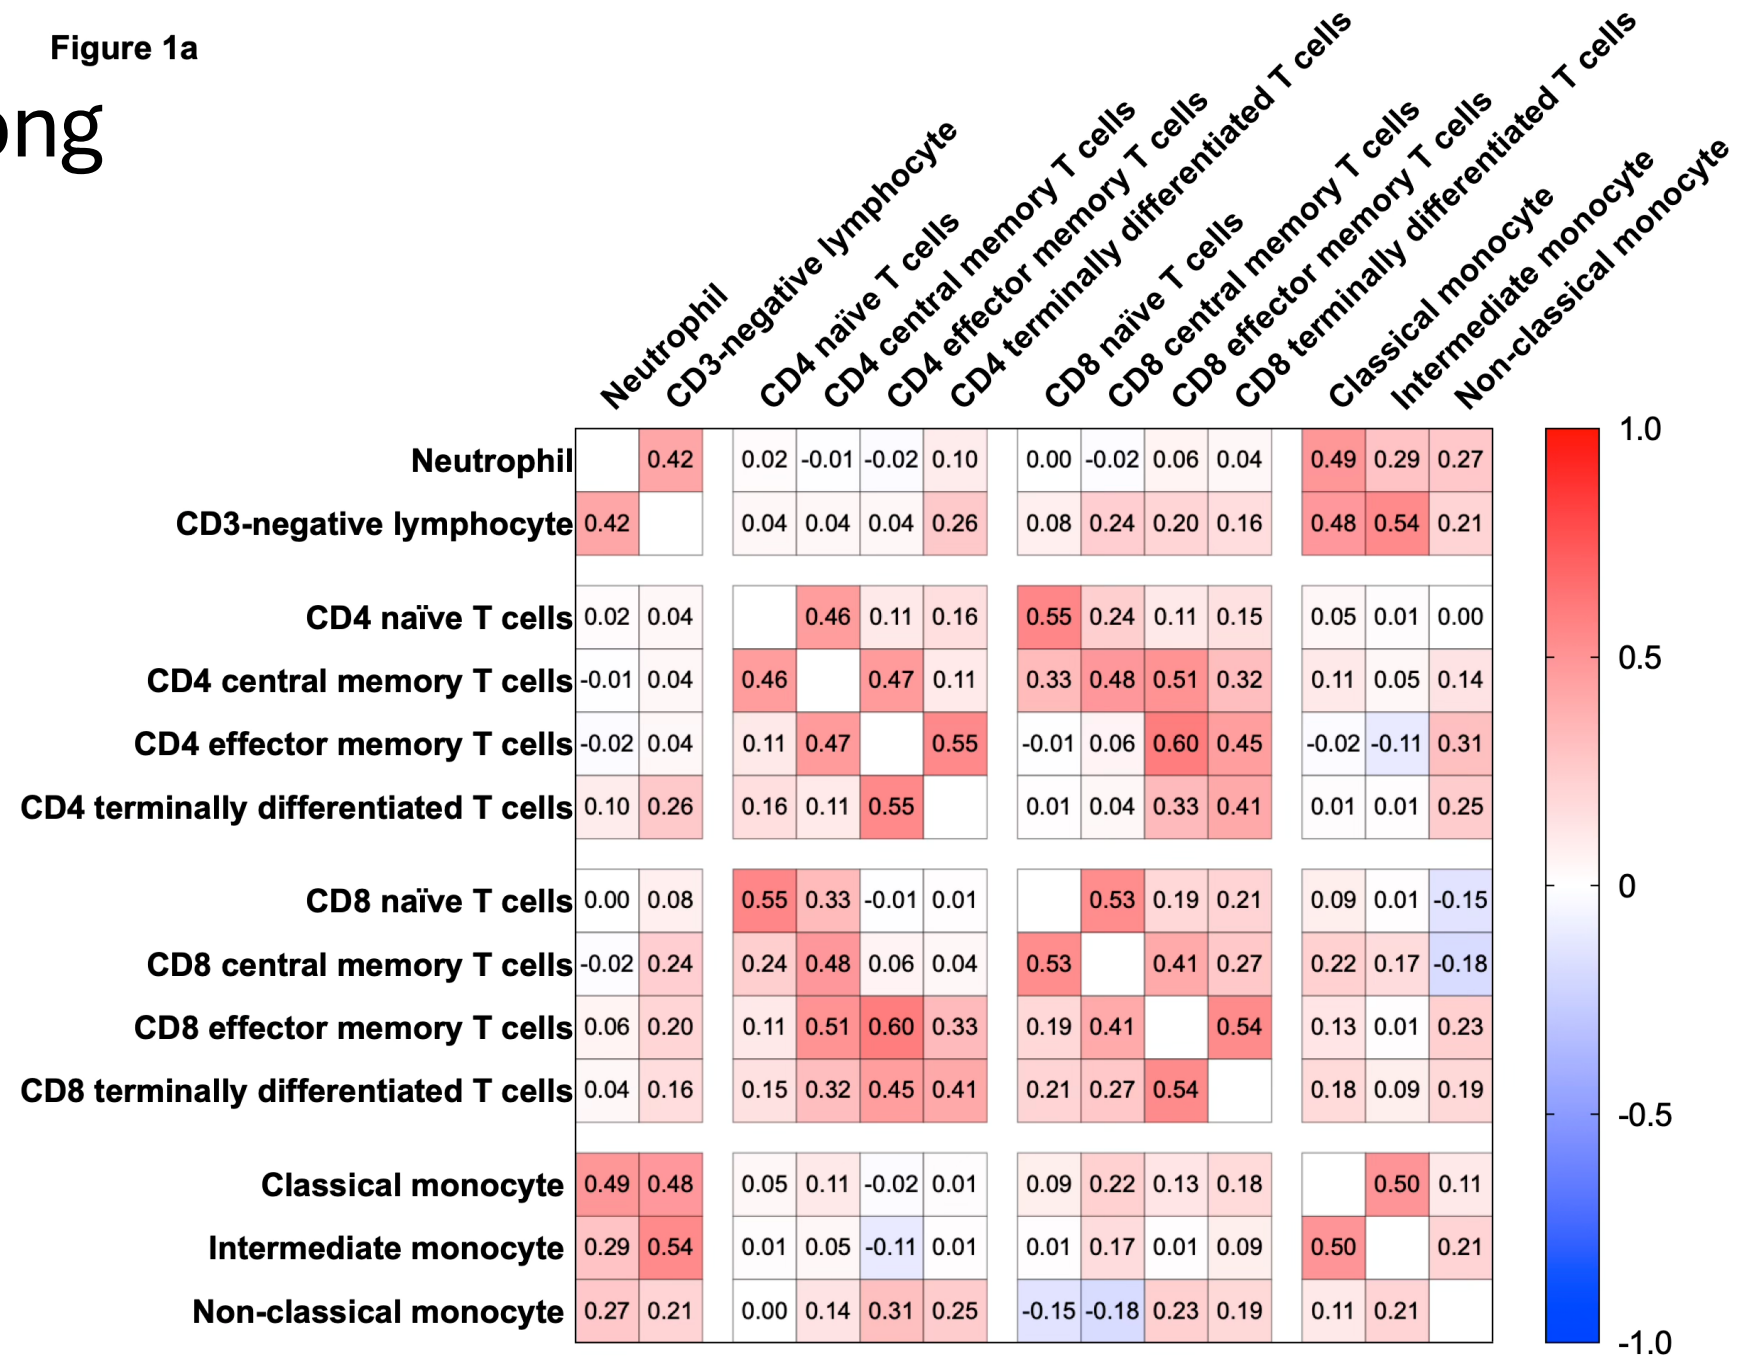 Figure 1a
ong
Neutrophil
CD3-negative lymphocyte
CD4 naïve T cells
CD4 central memory T cells
CD4 effector memory T cells
CD4 terminally differentiated T cells
CD8 naïve T cells
CD8 central memory T cells
CD8 effector memory T cells
CD8 terminally differentiated T cells
Classical monocyte
Intermediate monocyte
Non-classical monocyte
Neutrophil 0.42 0.02 -0.01 -0.02 0.10 0.00 -0.02 0.06 0.04 0.49 0.29 0.27
CD3-negative lymphocyte 0.42 0.04 0.04 0.04 0.26 0.08 0.24 0.20 0.16 0.48 0.54 0.21
CD4 naïve T cells 0.02 0.04 0.46 0.11 0.16 0.55 0.24 0.11 0.15 0.05 0.01 0.00
CD4 central memory T cells -0.01 0.04 0.46 0.47 0.11 0.33 0.48 0.51 0.32 0.11 0.05 0.14
CD4 effector memory T cells -0.02 0.04 0.11 0.47 0.55 -0.01 0.06 0.60 0.45 -0.02 -0.11 0.31
CD4 terminally differentiated T cells 0.10 0.26 0.16 0.11 0.55 0.01 0.04 0.33 0.41 0.01 0.01 0.25
CD8 naïve T cells 0.00 0.08 0.55 0.33 -0.01 0.01 0.53 0.19 0.21 0.09 0.01 -0.15
CD8 central memory T cells -0.02 0.24 0.24 0.48 0.06 0.04 0.53 0.41 0.27 0.22 0.17 -0.18
CD8 effector memory T cells 0.06 0.20 0.11 0.51 0.60 0.33 0.19 0.41 0.54 0.13 0.01 0.23
CD8 terminally differentiated T cells 0.04 0.16 0.15 0.32 0.45 0.41 0.21 0.27 0.54 0.18 0.09 0.19
Classical monocyte 0.49 0.48 0.05 0.11 -0.02 0.01 0.09 0.22 0.13 0.18 0.50 0.11
Intermediate monocyte 0.29 0.54 0.01 0.05 -0.11 0.01 0.01 0.17 0.01 0.09 0.50 0.21
Non-classical monocyte 0.27 0.21 0.00 0.14 0.31 0.25 -0.15 -0.18 0.23 0.19 0.11 0.21
1.0
0.5
0
-0.5
-1.0